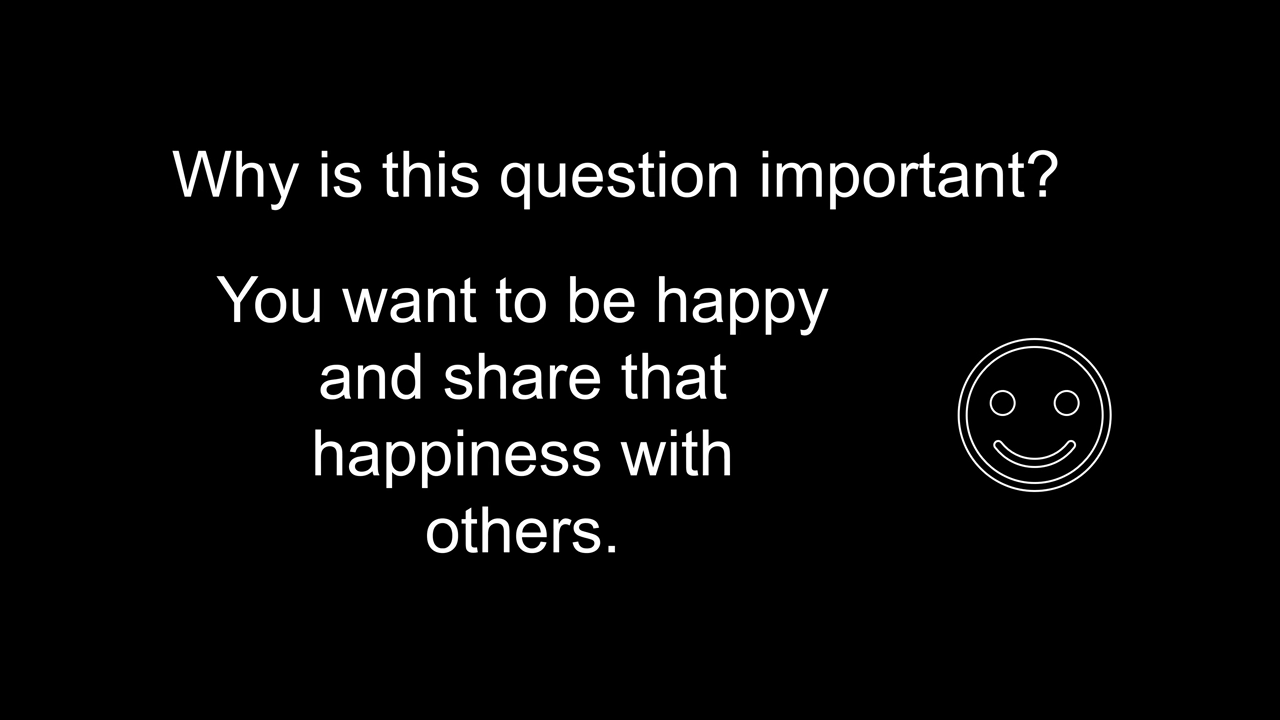 Why is this question important?
You want to be happy
and share that
happiness with
others.